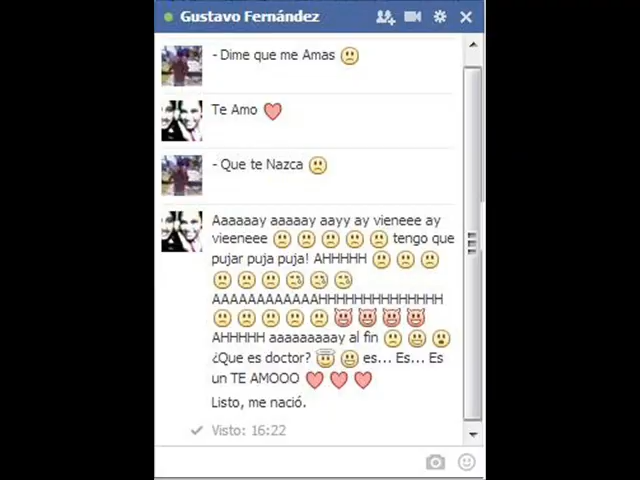 Gustavo Fernández
- Dime que me Amas
Te Amo
- Que te Nazca
Aaaaaay aaaaay aayy ay vieneee ay
vieeneee tengo que
pujar puja puja! AHHHHH
AAAAAAAAAAAAHHHHHHHHHHHHHH
AHHHHH aaaaaaaaay al fin
¿Que es doctor? es... Es... Es
un TE AMOOO
Listo, me nació.
Visto: 16:22